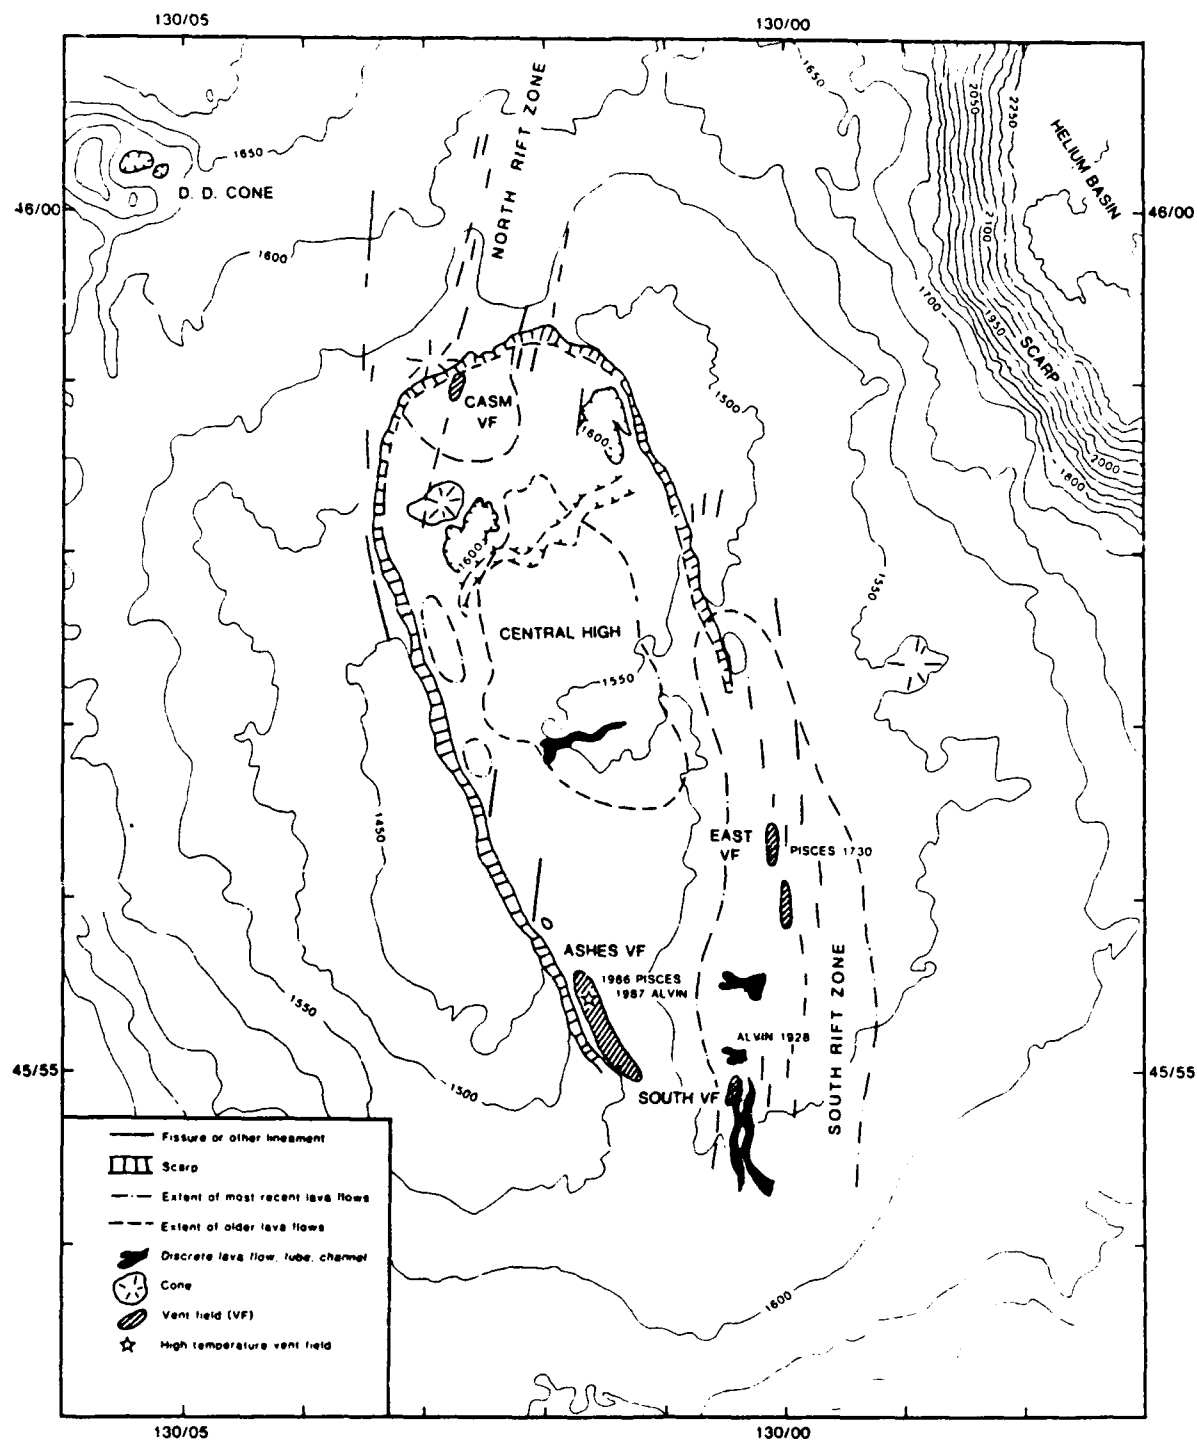 130/05
130/00
1650
2050
2250
NORTH RIFT ZONE
HELIUM BASIN
1650
D. D. CONE
46/00
46/00
2100
1600
1700
1950
SCARP
CASM
VF
1500
1600
2000
1800
1600
1550
CENTRAL HIGH
1550
1450
EAST
VF
PISCES 1730
ASHES VF
1986 PISCES
1987 ALVIN
SOUTH RIFT ZONE
1550
ALVIN 1928
45/55
45/55
1500
SOUTH VF
Fissure or other lineament
Scarp
Extent of most recent lava flows
Extent of older lava flows
Discrete lava flow, tube, channel
Cone
Vent field (VF)
High temperature vent field
1600
130/05
130/00